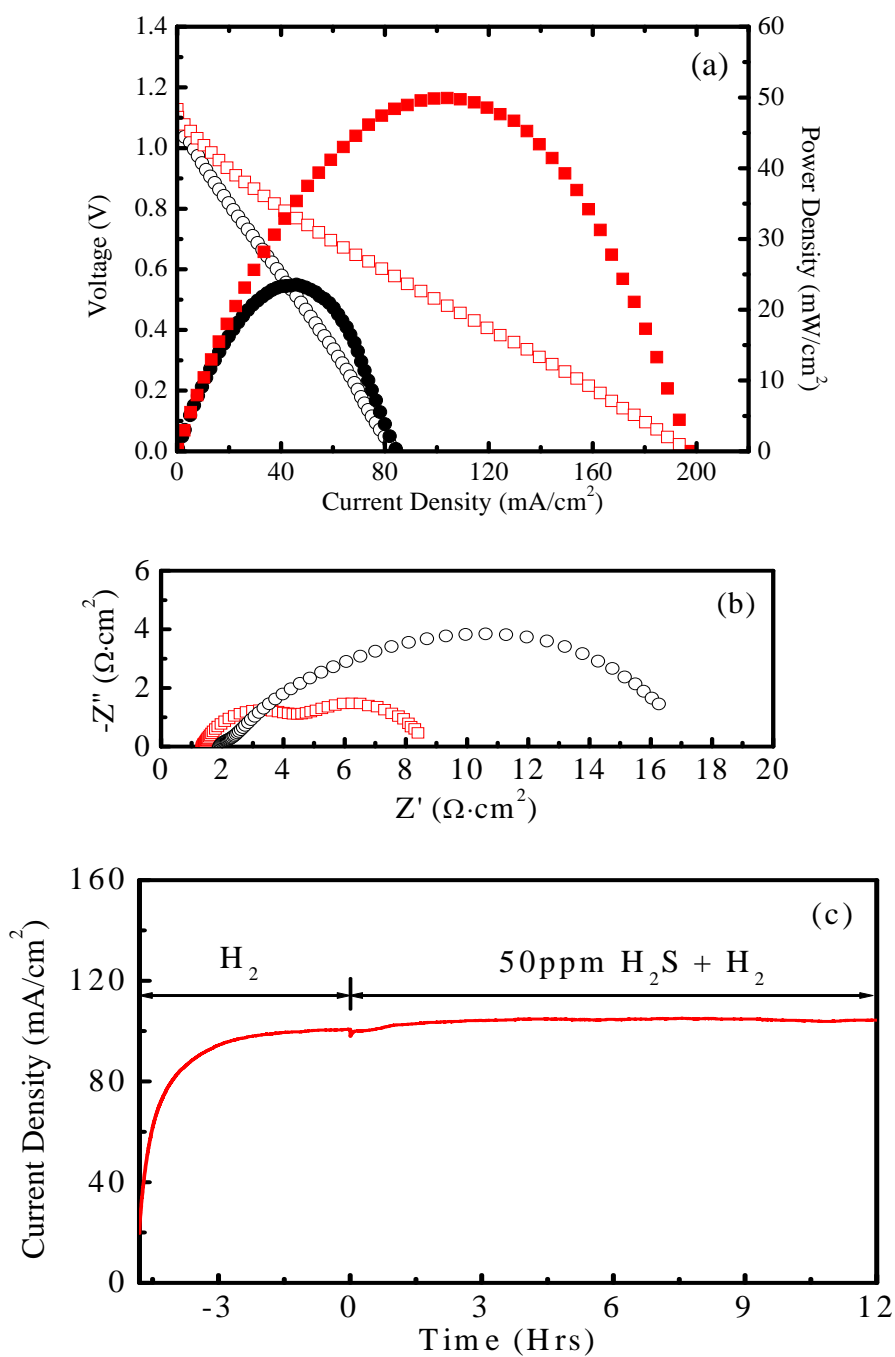 (a)
1.4
1.2
1.0
0.8
0.6
0.4
0.2
0.0
Voltage (V)
60
50
40
30
20
10
0
Power Density (mW/cm²)
0 40 80 120 160 200
Current Density (mA/cm²)
(b)
6
4
2
0
-Z" (Ω·cm²)
0 2 4 6 8 10 12 14 16 18 20
Z' (Ω·cm²)
(c)
160
120
80
40
0
Current Density (mA/cm²)
H₂
50ppm H₂S + H₂
-3 0 3 6 9 12
Time (Hrs)